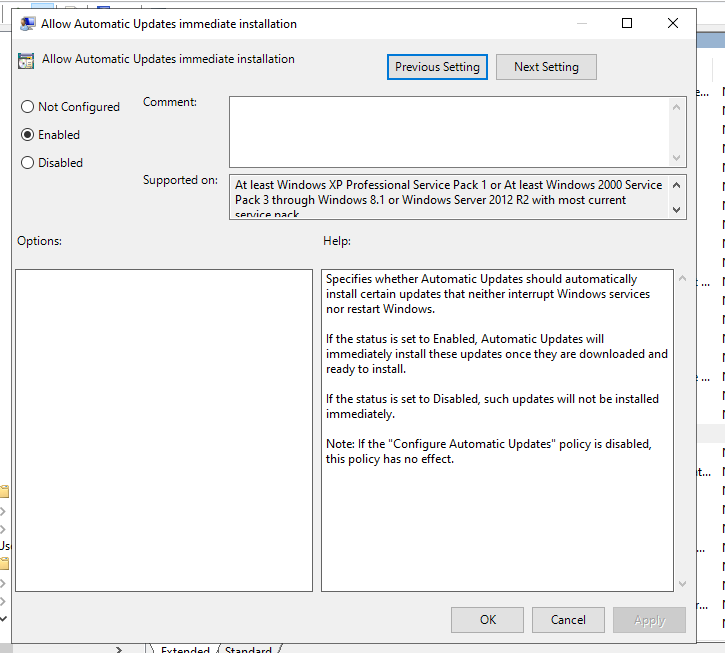 Allow Automatic Updates immediate installation
Allow Automatic Updates immediate installation
Previous Setting
Next Setting
Not Configured
Enabled
Disabled
Comment:
Supported on:
At least Windows XP Professional Service Pack 1 or At least Windows 2000 Service
Pack 3 through Windows 8.1 or Windows Server 2012 R2 with most current
service pack
Options:
Help:
Specifies whether Automatic Updates should automatically
install certain updates that neither interrupt Windows services
nor restart Windows.
If the status is set to Enabled, Automatic Updates will
immediately install these updates once they are downloaded and
ready to install.
If the status is set to Disabled, such updates will not be installed
immediately.
Note: If the "Configure Automatic Updates" policy is disabled,
this policy has no effect.
OK
Cancel
Apply
Extended
Standard